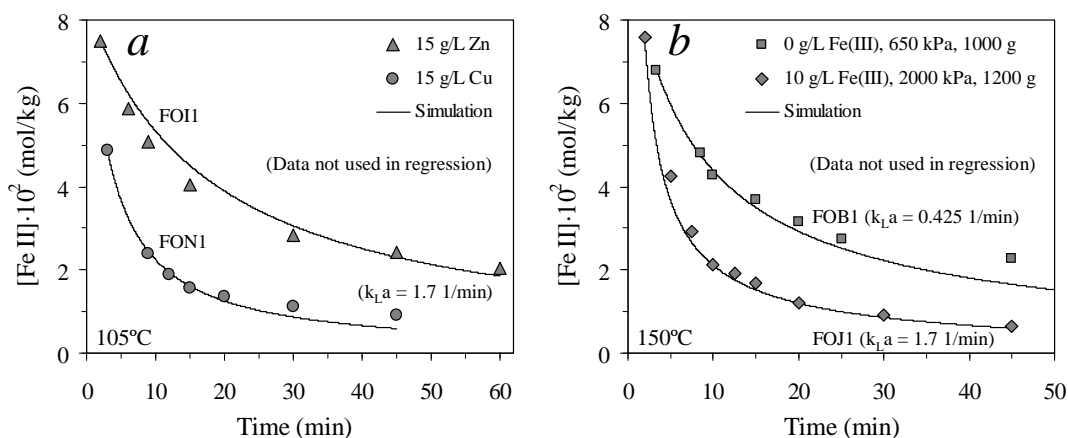 a
15 g/L Zn
15 g/L Cu
Simulation
FOI1
(Data not used in regression)
FON1
(kLa = 1.7 1/min)
105ºC
[Fe II]·10² (mol/kg)
0
2
4
6
8
0 10 20 30 40 50 60
Time (min)
b
0 g/L Fe(III), 650 kPa, 1000 g
10 g/L Fe(III), 2000 kPa, 1200 g
Simulation
(Data not used in regression)
FOB1 (kLa = 0.425 1/min)
FOJ1 (kLa = 1.7 1/min)
150ºC
[Fe II]·10² (mol/kg)
0
2
4
6
8
0 10 20 30 40 50
Time (min)